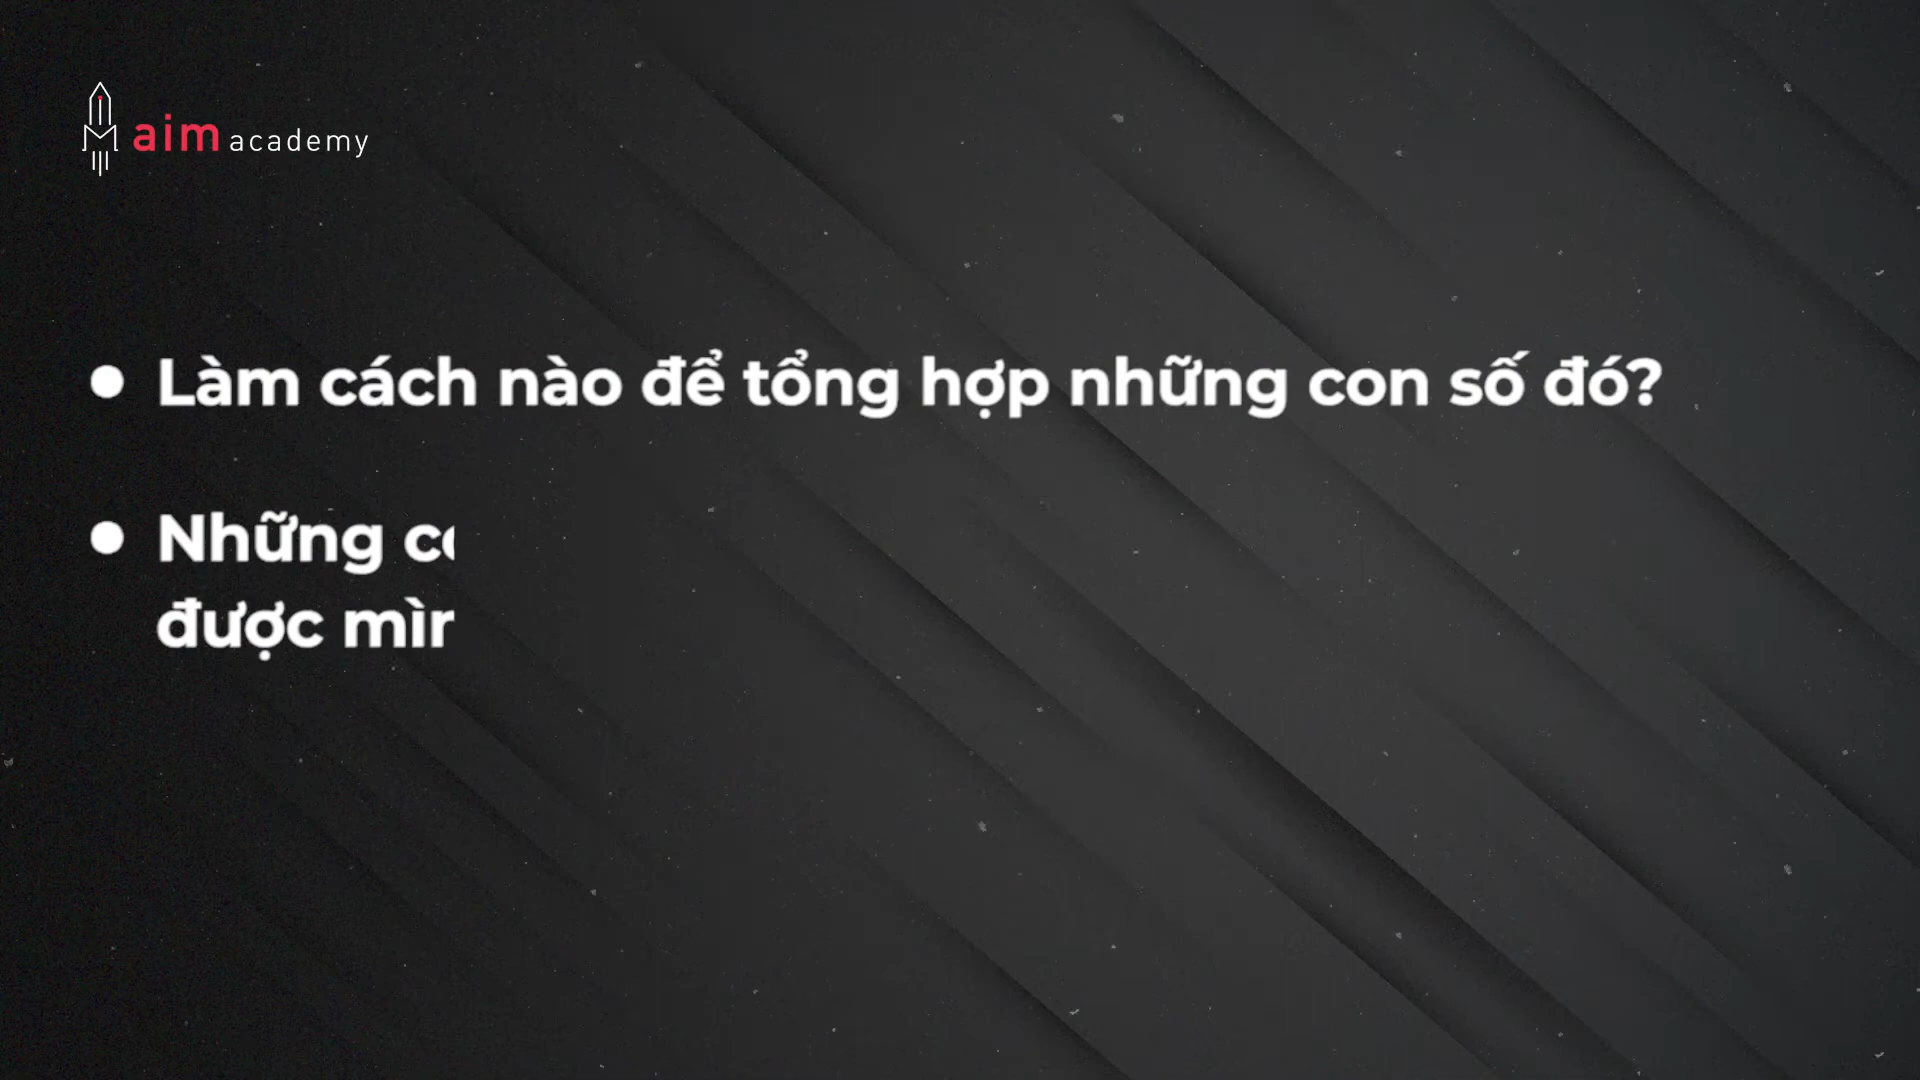 aim academy
Làm cách nào để tổng hợp những con số đó?
Những
được